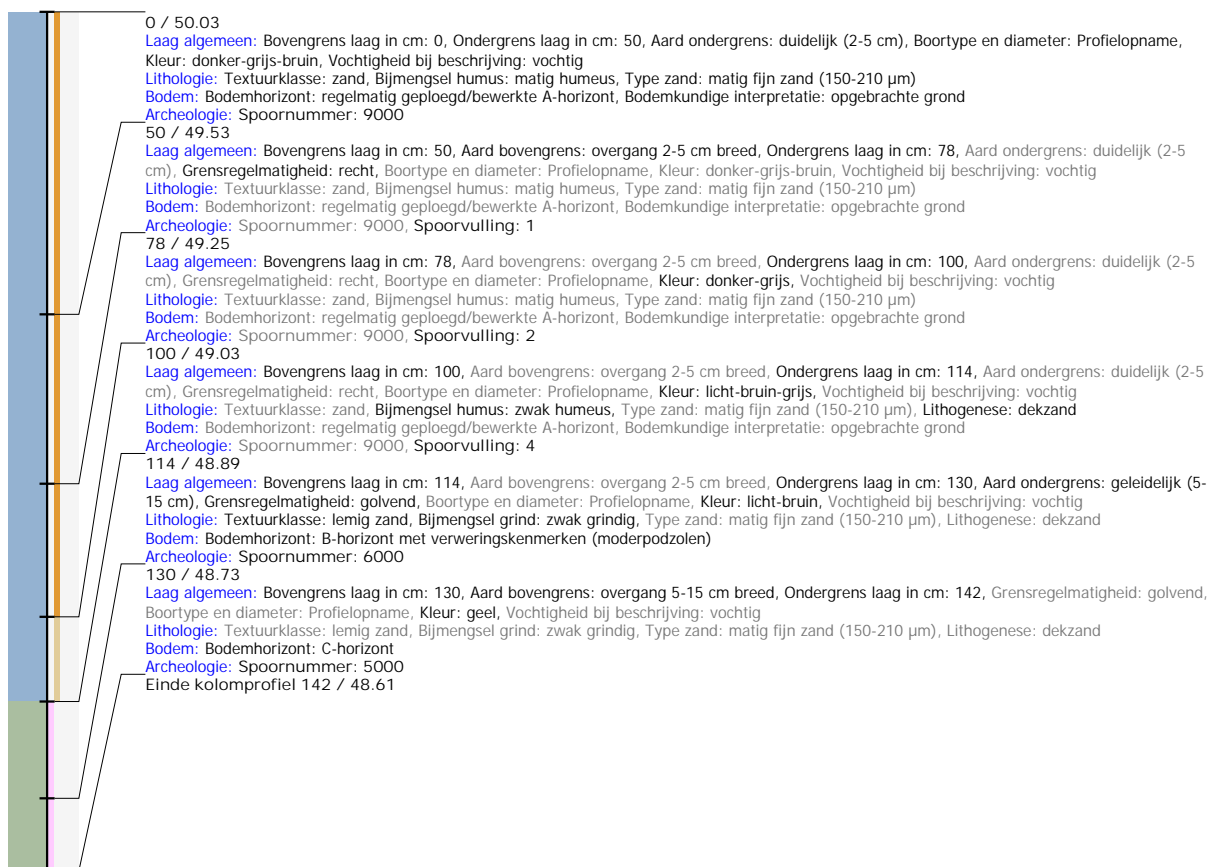 0 / 50.03
Laag algemeen: Bovengrens laag in cm: 0, Ondergrens laag in cm: 50, Aard ondergrens: duidelijk (2-5 cm), Boortype en diameter: Profielopname,
Kleur: donker-grijs-bruin, Vochtigheid bij beschrijving: vochtig
Lithologie: Textuurklasse: zand, Bijmengsel humus: matig humeus, Type zand: matig fijn zand (150-210 µm)
Bodem: Bodemhorizont: regelmatig geploegd/bewerkte A-horizont, Bodemkundige interpretatie: opgebrachte grond
Archeologie: Spoornummer: 9000
50 / 49.53
Laag algemeen: Bovengrens laag in cm: 50, Aard bovengrens: overgang 2-5 cm breed, Ondergrens laag in cm: 78, Aard ondergrens: duidelijk (2-5
cm), Grensregelmatigheid: recht, Boortype en diameter: Profielopname, Kleur: donker-grijs-bruin, Vochtigheid bij beschrijving: vochtig
Lithologie: Textuurklasse: zand, Bijmengsel humus: matig humeus, Type zand: matig fijn zand (150-210 µm)
Bodem: Bodemhorizont: regelmatig geploegd/bewerkte A-horizont, Bodemkundige interpretatie: opgebrachte grond
Archeologie: Spoornummer: 9000, Spoorvulling: 1
78 / 49.25
Laag algemeen: Bovengrens laag in cm: 78, Aard bovengrens: overgang 2-5 cm breed, Ondergrens laag in cm: 100, Aard ondergrens: duidelijk (2-5
cm), Grensregelmatigheid: recht, Boortype en diameter: Profielopname, Kleur: donker-grijs, Vochtigheid bij beschrijving: vochtig
Lithologie: Textuurklasse: zand, Bijmengsel humus: matig humeus, Type zand: matig fijn zand (150-210 µm)
Bodem: Bodemhorizont: regelmatig geploegd/bewerkte A-horizont, Bodemkundige interpretatie: opgebrachte grond
Archeologie: Spoornummer: 9000, Spoorvulling: 2
100 / 49.03
Laag algemeen: Bovengrens laag in cm: 100, Aard bovengrens: overgang 2-5 cm breed, Ondergrens laag in cm: 114, Aard ondergrens: duidelijk (2-5
cm), Grensregelmatigheid: recht, Boortype en diameter: Profielopname, Kleur: licht-bruin-grijs, Vochtigheid bij beschrijving: vochtig
Lithologie: Textuurklasse: zand, Bijmengsel humus: zwak humeus, Type zand: matig fijn zand (150-210 µm), Lithogenese: dekzand
Bodem: Bodemhorizont: regelmatig geploegd/bewerkte A-horizont, Bodemkundige interpretatie: opgebrachte grond
Archeologie: Spoornummer: 9000, Spoorvulling: 4
114 / 48.89
Laag algemeen: Bovengrens laag in cm: 114, Aard bovengrens: overgang 2-5 cm breed, Ondergrens laag in cm: 130, Aard ondergrens: geleidelijk (5-
15 cm), Grensregelmatigheid: golvend, Boortype en diameter: Profielopname, Kleur: licht-bruin, Vochtigheid bij beschrijving: vochtig
Lithologie: Textuurklasse: lemig zand, Bijmengsel grind: zwak grindig, Type zand: matig fijn zand (150-210 µm), Lithogenese: dekzand
Bodem: Bodemhorizont: B-horizont met verweringskenmerken (moderpodzolen)
Archeologie: Spoornummer: 6000
130 / 48.73
Laag algemeen: Bovengrens laag in cm: 130, Aard bovengrens: overgang 5-15 cm breed, Ondergrens laag in cm: 142, Grensregelmatigheid: golvend,
Boortype en diameter: Profielopname, Kleur: geel, Vochtigheid bij beschrijving: vochtig
Lithologie: Textuurklasse: lemig zand, Bijmengsel grind: zwak grindig, Type zand: matig fijn zand (150-210 µm), Lithogenese: dekzand
Bodem: Bodemhorizont: C-horizont
Archeologie: Spoornummer: 5000
Einde kolomprofiel 142 / 48.61